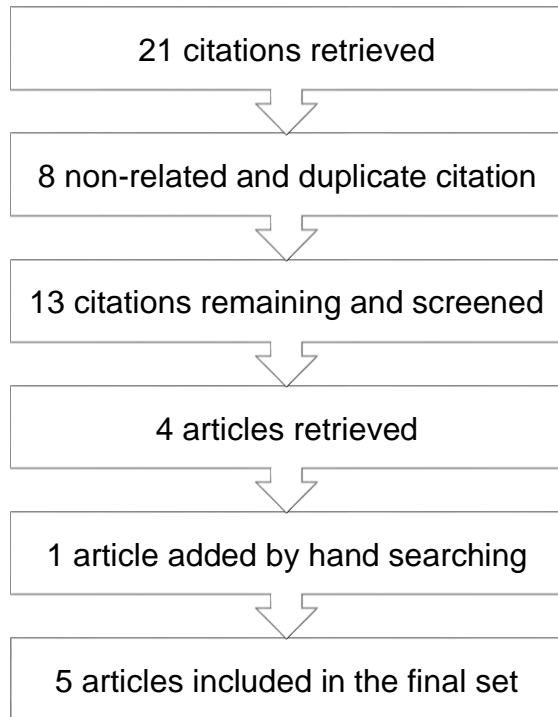 21 citations retrieved
8 non-related and duplicate citation
13 citations remaining and screened
4 articles retrieved
1 article added by hand searching
5 articles included in the final set